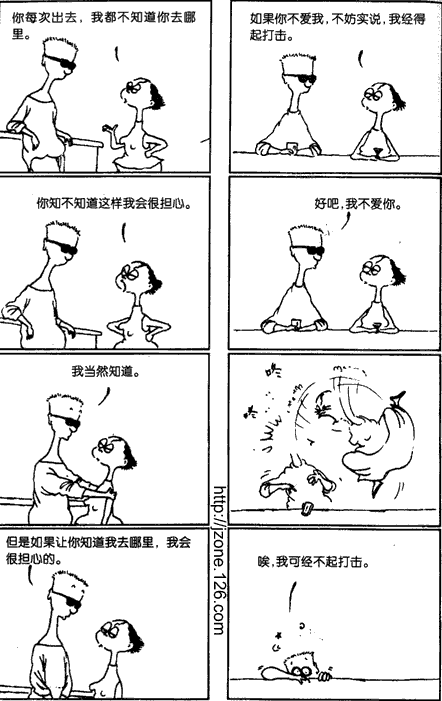 你每次出去，我都不知道你去哪
里。
你知不知道这样我会很担心。
我当然知道。
但是如果让你知道我去哪里，我会
很担心的。
如果你不爱我，不妨实说，我经得
起打击。
好吧，我不爱你。
唉，我可经不起打击。
http://jzone.126.com